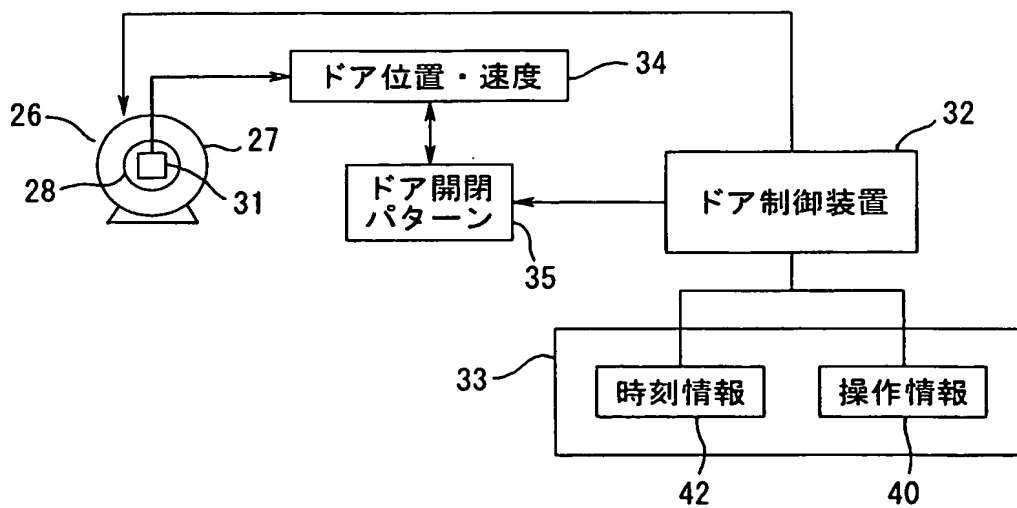 ドア位置・速度
34
26
27
32
28
31
ドア開閉
パターン
ドア制御装置
35
33
時刻情報
操作情報
42
40